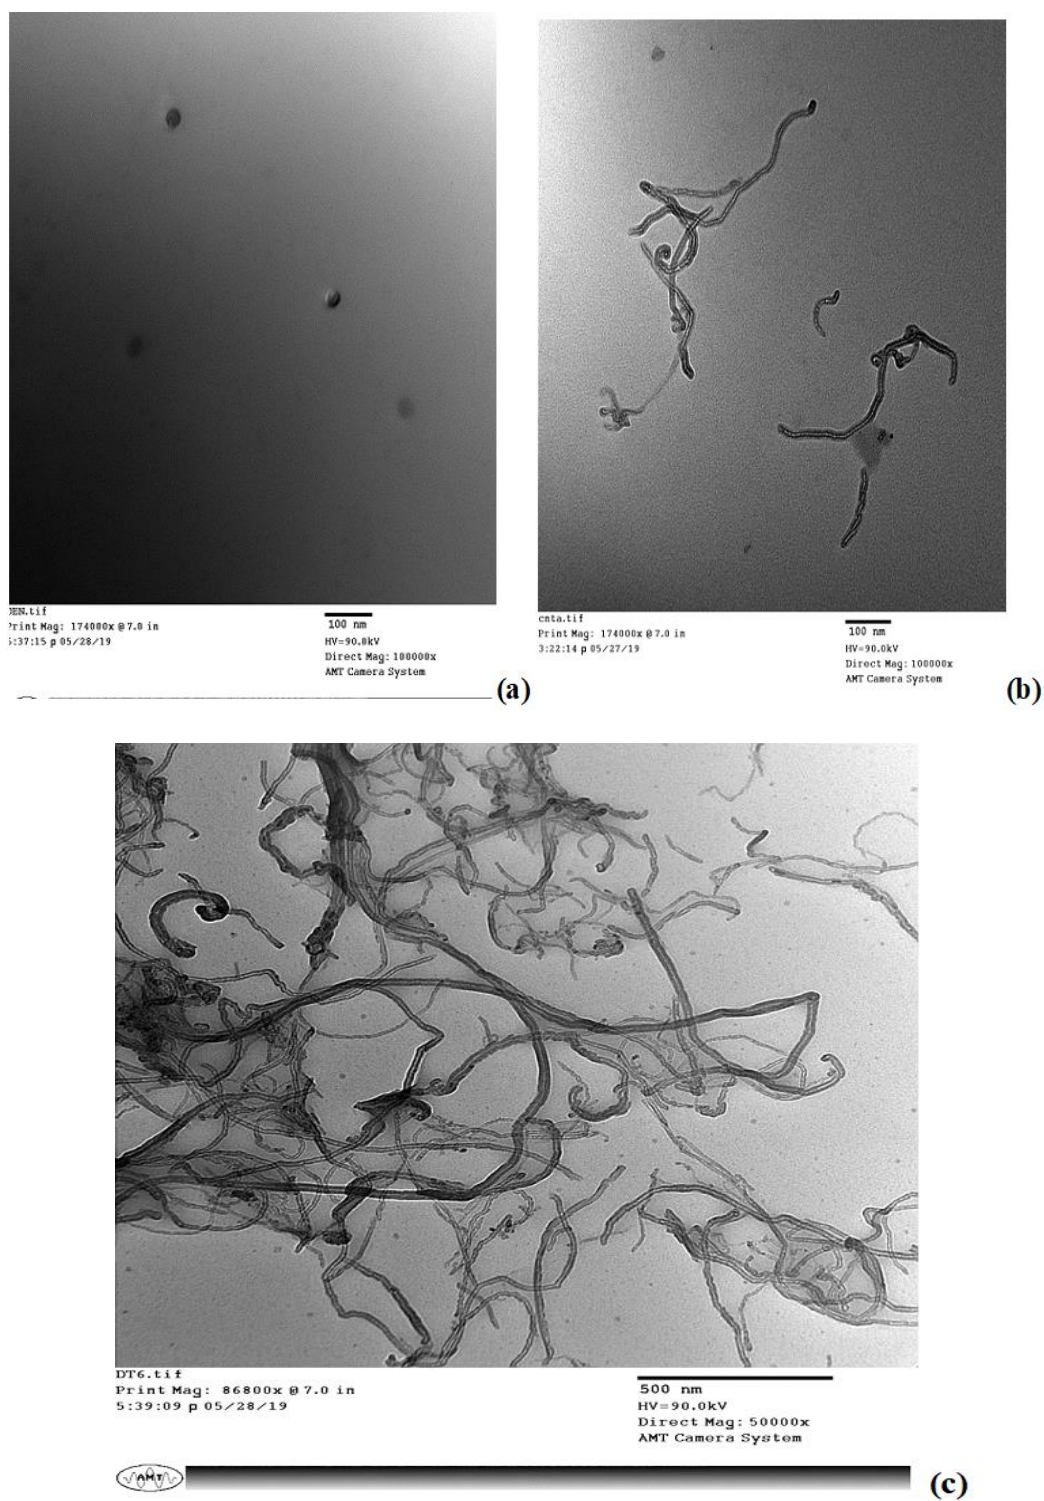 DEN.tif
Print Mag: 174000x @ 7.0 in
5:37:15 p 05/28/19
100 nm
HV=90.0kV
Direct Mag: 100000x
AMT Camera System
(a)
cnta.tif
Print Mag: 174000x @ 7.0 in
3:22:14 p 05/27/19
100 nm
HV=90.0kV
Direct Mag: 100000x
AMT Camera System
(b)
DT6.tif
Print Mag: 86800x @ 7.0 in
5:39:09 p 05/28/19
500 nm
HV=90.0kV
Direct Mag: 50000x
AMT Camera System
AMT
(c)